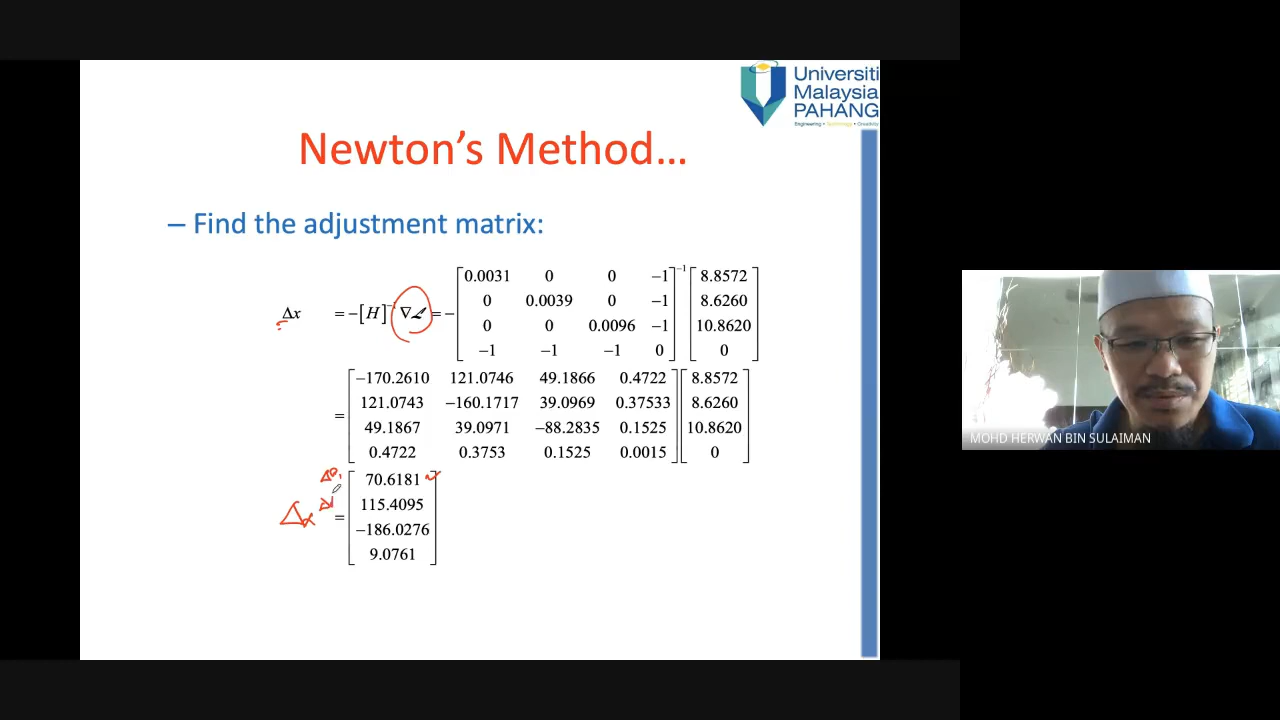 Universiti
Malaysia
PAHANG
Engineering • Technology • Creativity
Newton's Method…
– Find the adjustment matrix:
Δx = −[H]⁻¹ ∇ℒ = − [0.0031 0 0 −1]⁻¹ [8.8572]
[0 0.0039 0 −1] [8.6260]
[0 0 0.0096 −1] [10.8620]
[−1 −1 −1 0] [0]
= [−170.2610 121.0746 49.1866 0.4722] [8.8572]
[121.0743 −160.1717 39.0969 0.37533] [8.6260]
[49.1867 39.0971 −88.2835 0.1525] [10.8620]
[0.4722 0.3753 0.1525 0.0015] [0]
Δx = [70.6181]
[115.4095]
[−186.0276]
[9.0761]
MOHD HERWAN BIN SULAIMAN